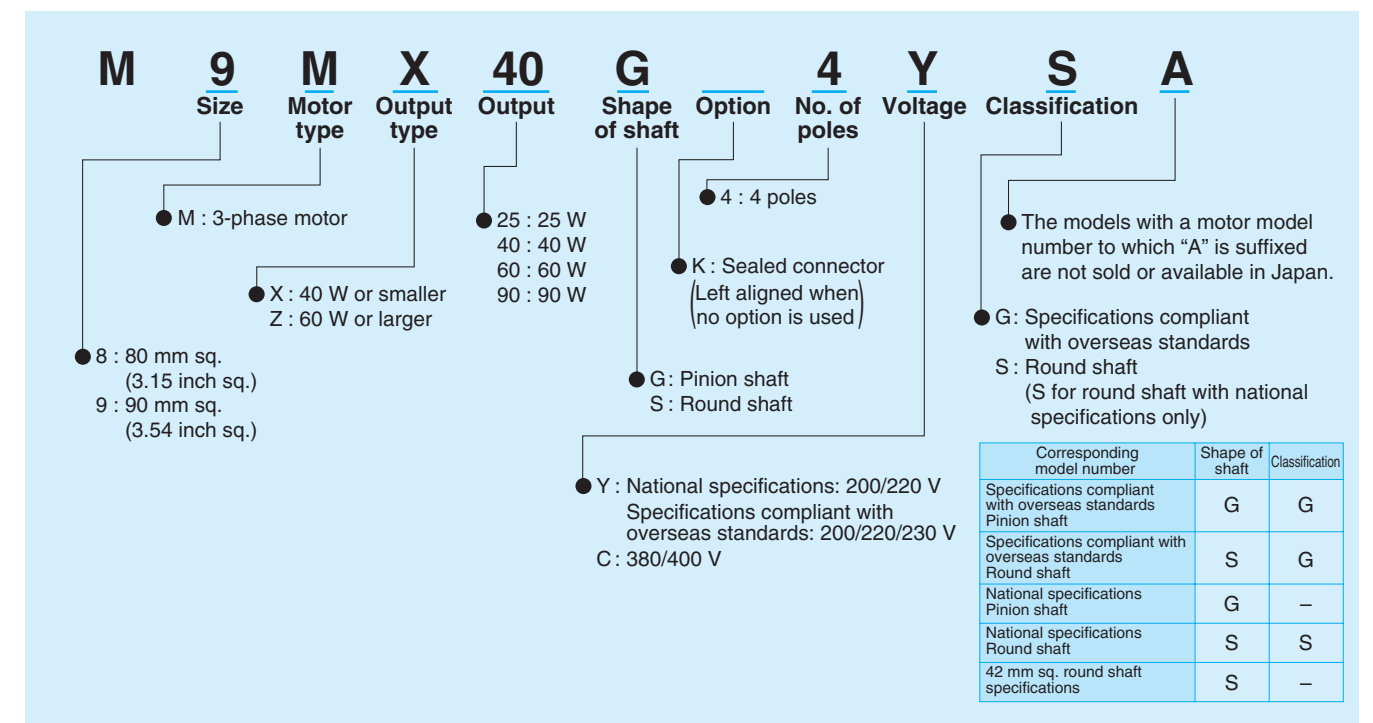 M 9 M X 40 G 4 Y S A
Size Motor type Output type Output Shape of shaft Option No. of poles Voltage Classification
M : 3-phase motor
4 : 4 poles
25 : 25 W
40 : 40 W
60 : 60 W
90 : 90 W
The models with a motor model
number to which “A” is suffixed
are not sold or available in Japan.
K : Sealed connector
(Left aligned when
no option is used)
X : 40 W or smaller
Z : 60 W or larger
G : Specifications compliant
with overseas standards
S : Round shaft
(S for round shaft with national
specifications only)
8 : 80 mm sq.
(3.15 inch sq.)
9 : 90 mm sq.
(3.54 inch sq.)
G : Pinion shaft
S : Round shaft
Y : National specifications: 200/220 V
Specifications compliant with
overseas standards: 200/220/230 V
C : 380/400 V
Corresponding model number Shape of shaft Classification
Specifications compliant
with overseas standards
Pinion shaft G G
Specifications compliant with
overseas standards
Round shaft S G
National specifications
Pinion shaft G –
National specifications
Round shaft S S
42 mm sq. round shaft
specifications S –